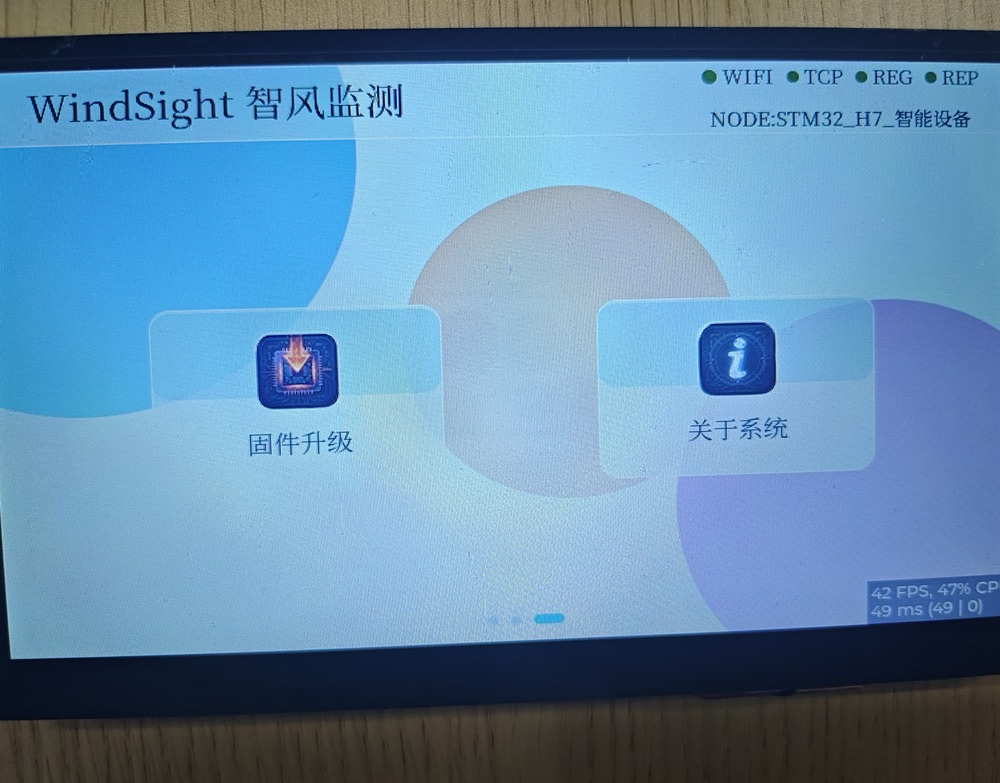 WindSight 智风监测
WIFI TCP REG REP
NODE:STM32_H7_智能设备
固件升级
关于系统
42 FPS, 47% CP
49 ms (49 | 0)